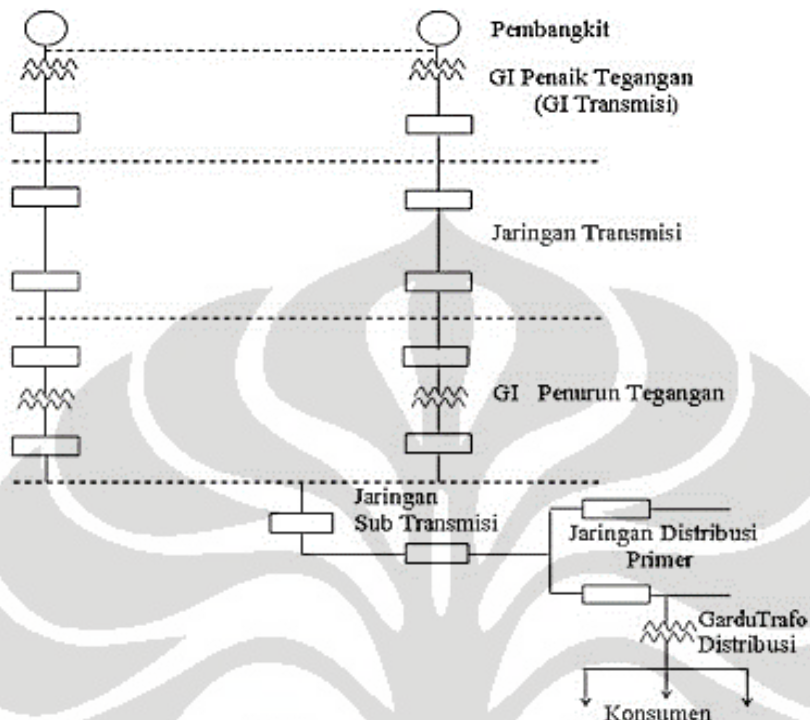 Pembangkit
GI Penaik Tegangan
(GI Transmisi)
Jaringan Transmisi
GI Penurun Tegangan
Jaringan
Sub Transmisi
Jaringan Distribusi
Primer
GarduTrafo
Distribusi
Konsumen